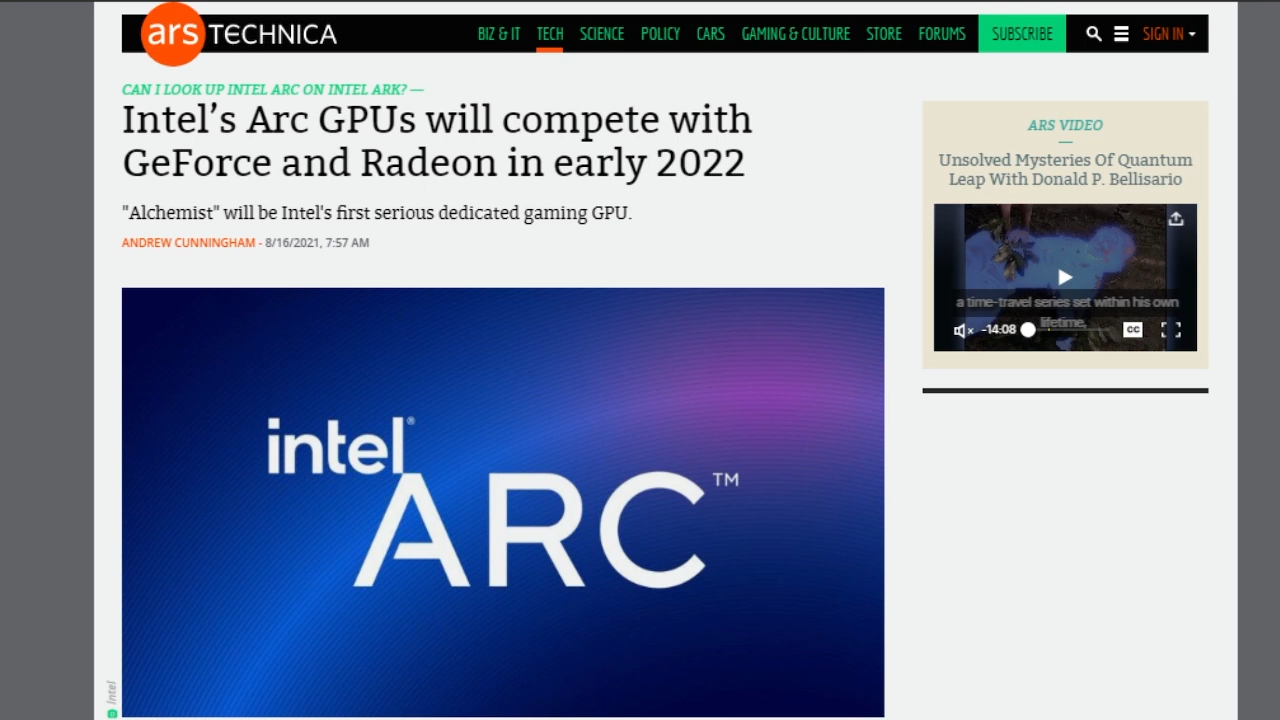 ars TECHNICA
BIZ & IT TECH SCIENCE POLICY CARS GAMING & CULTURE STORE FORUMS SUBSCRIBE SIGN IN
CAN I LOOK UP INTEL ARC ON INTEL ARK? —
Intel’s Arc GPUs will compete with
GeForce and Radeon in early 2022
"Alchemist" will be Intel's first serious dedicated gaming GPU.
ANDREW CUNNINGHAM - 8/16/2021, 7:57 AM
intel®
ARC™
Intel
ARS VIDEO
—
Unsolved Mysteries Of Quantum
Leap With Donald P. Bellisario
a time-travel series set within his own
lifetime,
-14:08
CC